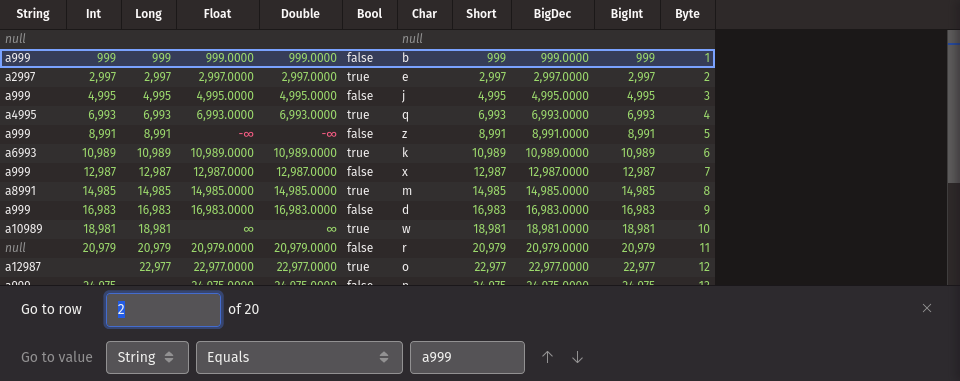 String Int Long Float Double Bool Char Short BigDec BigInt Byte
null null
a999 999 999 999.0000 999.0000 false b 999 999.0000 999 1
a2997 2,997 2,997 2,997.0000 2,997.0000 true e 2,997 2,997.0000 2,997 2
a999 4,995 4,995 4,995.0000 4,995.0000 false j 4,995 4,995.0000 4,995 3
a4995 6,993 6,993 6,993.0000 6,993.0000 true q 6,993 6,993.0000 6,993 4
a999 8,991 8,991 -∞ -∞ false z 8,991 8,991.0000 8,991 5
a6993 10,989 10,989 10,989.0000 10,989.0000 true k 10,989 10,989.0000 10,989 6
a999 12,987 12,987 12,987.0000 12,987.0000 false x 12,987 12,987.0000 12,987 7
a8991 14,985 14,985 14,985.0000 14,985.0000 true m 14,985 14,985.0000 14,985 8
a999 16,983 16,983 16,983.0000 16,983.0000 false d 16,983 16,983.0000 16,983 9
a10989 18,981 18,981 ∞ ∞ true w 18,981 18,981.0000 18,981 10
null 20,979 20,979 20,979.0000 20,979.0000 false r 20,979 20,979.0000 20,979 11
a12987 22,977 22,977.0000 22,977.0000 true o 22,977 22,977.0000 22,977 12
Go to row 2 of 20
Go to value String Equals a999